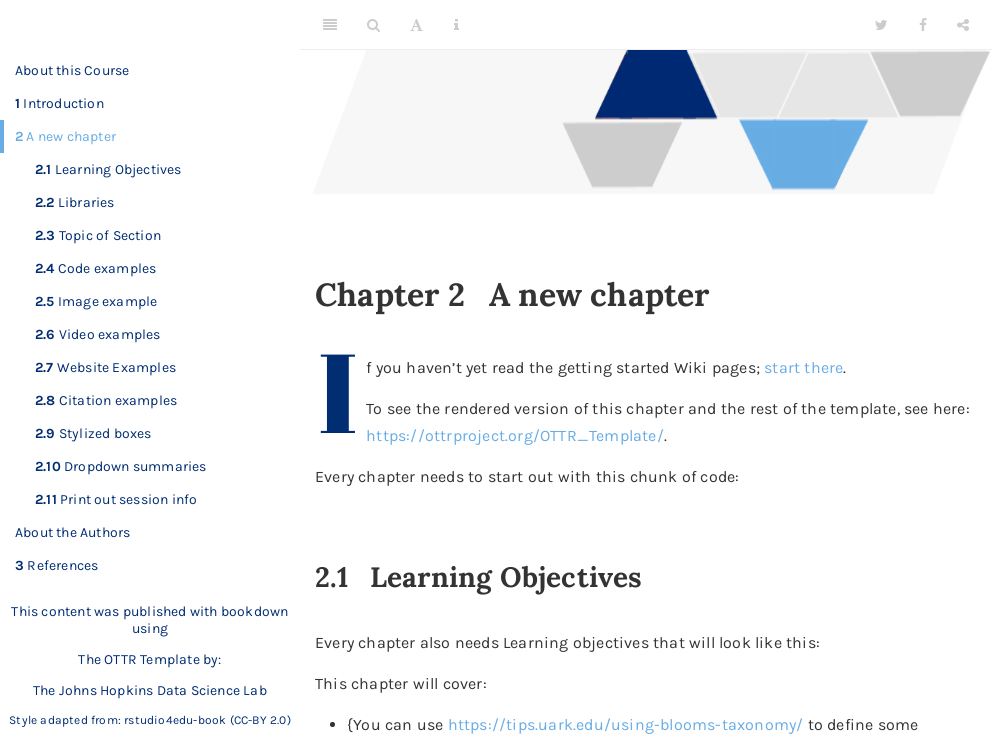 About this Course
1 Introduction
2 A new chapter
2.1 Learning Objectives
2.2 Libraries
2.3 Topic of Section
2.4 Code examples
2.5 Image example
2.6 Video examples
2.7 Website Examples
2.8 Citation examples
2.9 Stylized boxes
2.10 Dropdown summaries
2.11 Print out session info
About the Authors
3 References
This content was published with bookdown
using
The OTTR Template by:
The Johns Hopkins Data Science Lab
Style adapted from: rstudio4edu-book (CC-BY 2.0)
Chapter 2 A new chapter
If you haven’t yet read the getting started Wiki pages; start there.
To see the rendered version of this chapter and the rest of the template, see here:
https://ottrproject.org/OTTR_Template/.
Every chapter needs to start out with this chunk of code:
2.1 Learning Objectives
Every chapter also needs Learning objectives that will look like this:
This chapter will cover:
• {You can use https://tips.uark.edu/using-blooms-taxonomy/ to define some